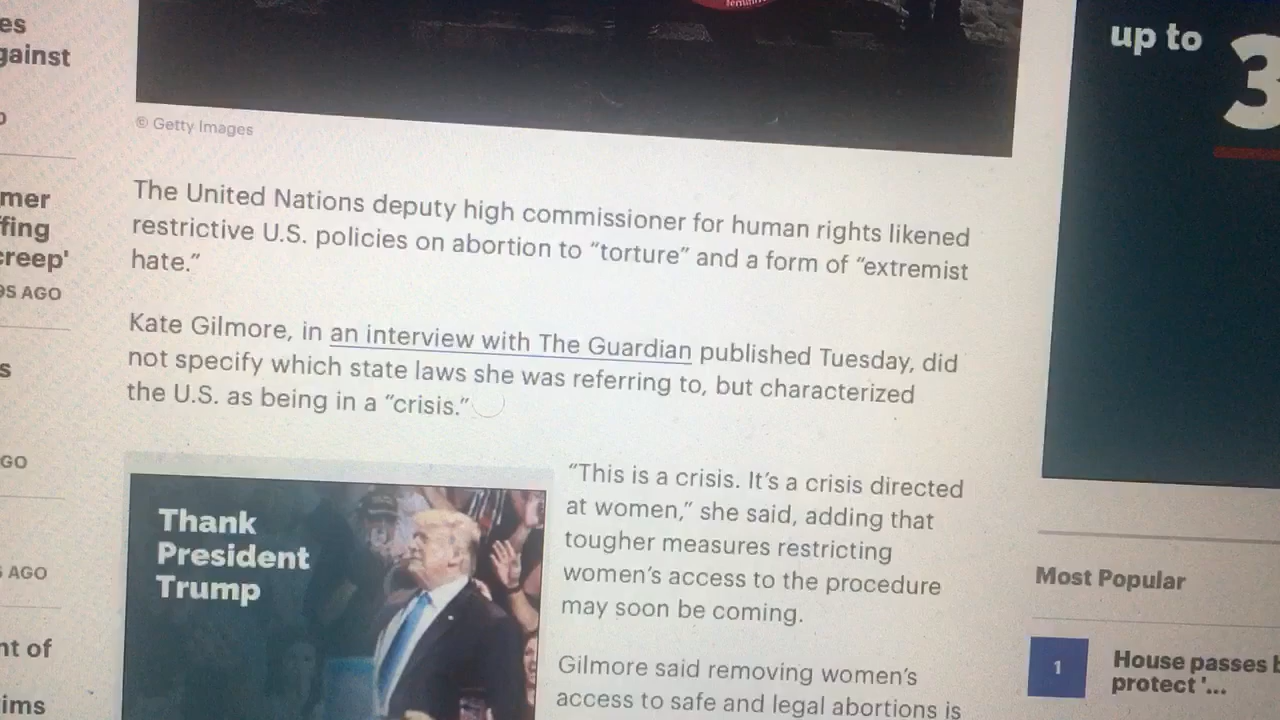 es
gainst
up to
3
© Getty Images
The United Nations deputy high commissioner for human rights likened
restrictive U.S. policies on abortion to “torture” and a form of “extremist
hate.”
mer
fing
creep'
AGO
Kate Gilmore, in an interview with The Guardian published Tuesday, did
not specify which state laws she was referring to, but characterized
the U.S. as being in a “crisis.”
s
GO
AGO
nt of
ims
Thank
President
Trump
“This is a crisis. It’s a crisis directed
at women,” she said, adding that
tougher measures restricting
women’s access to the procedure
may soon be coming.
Gilmore said removing women’s
access to safe and legal abortions is
Most Popular
1
House passes
protect '...